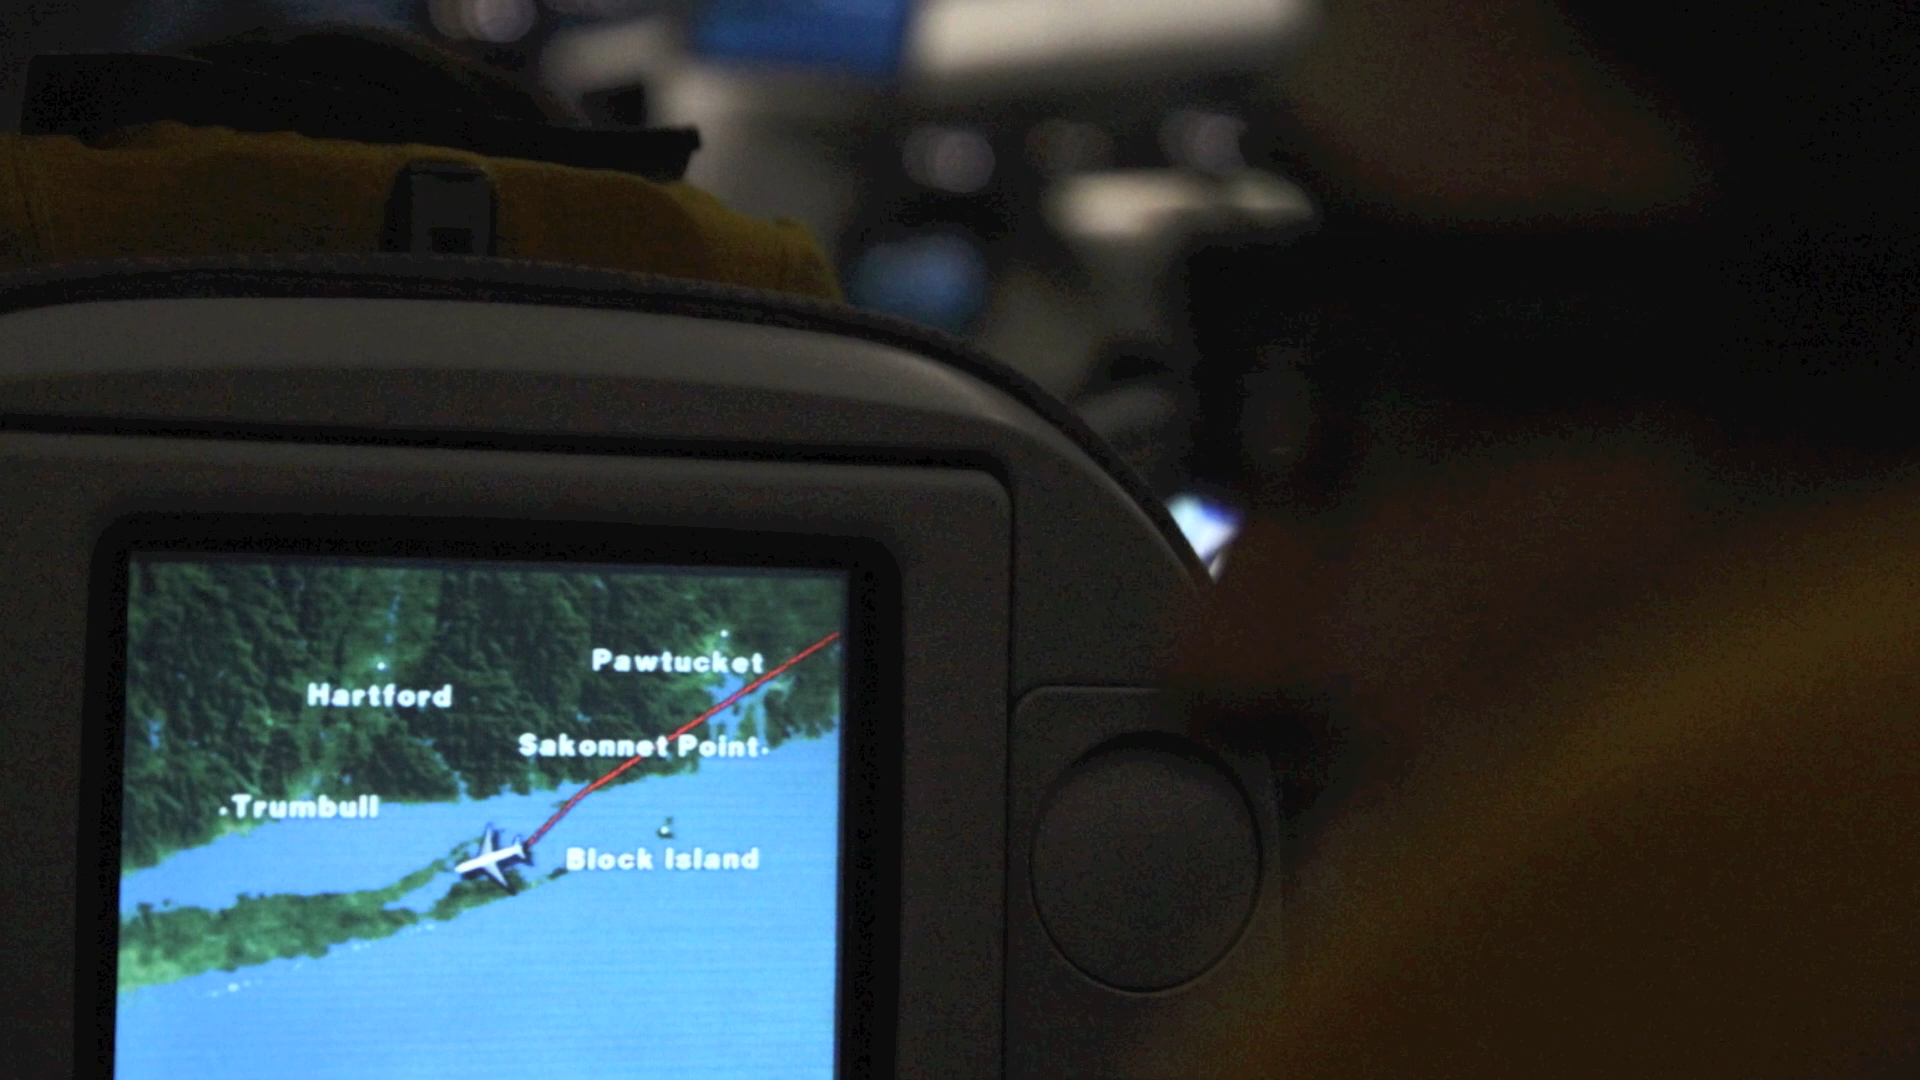 Pawtucket
Hartford
Sakonnet Point
Trumbull
Block Island